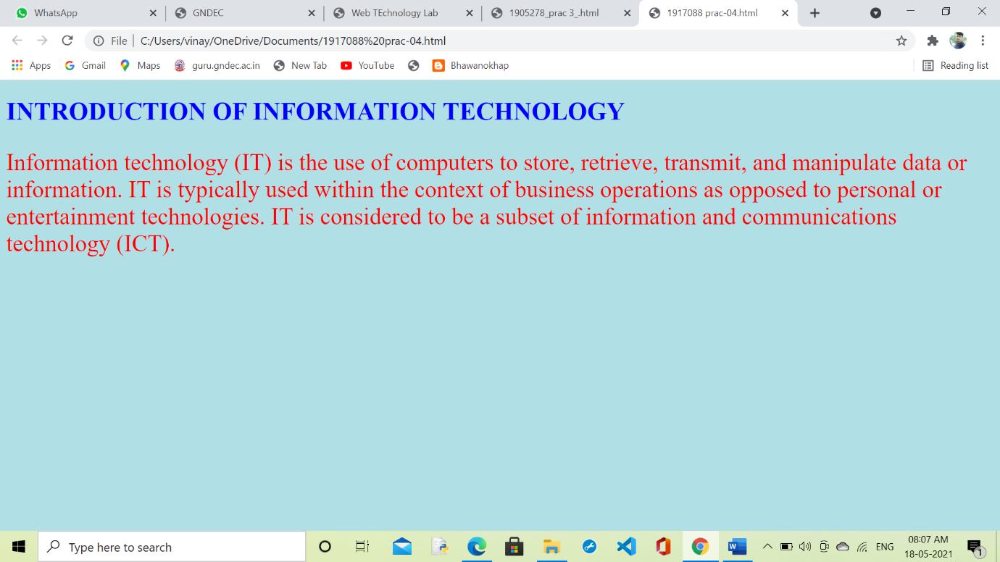 WhatsApp GNDEC Web TEchnology Lab 1905278_prac 3_.html 1917088 prac-04.html
File C:/Users/vinay/OneDrive/Documents/1917088%20prac-04.html
Apps Gmail Maps guru.gndec.ac.in New Tab YouTube Bhawanokhap Reading list
INTRODUCTION OF INFORMATION TECHNOLOGY
Information technology (IT) is the use of computers to store, retrieve, transmit, and manipulate data or
information. IT is typically used within the context of business operations as opposed to personal or
entertainment technologies. IT is considered to be a subset of information and communications
technology (ICT).
Type here to search ENG 08:07 AM
18-05-2021 1